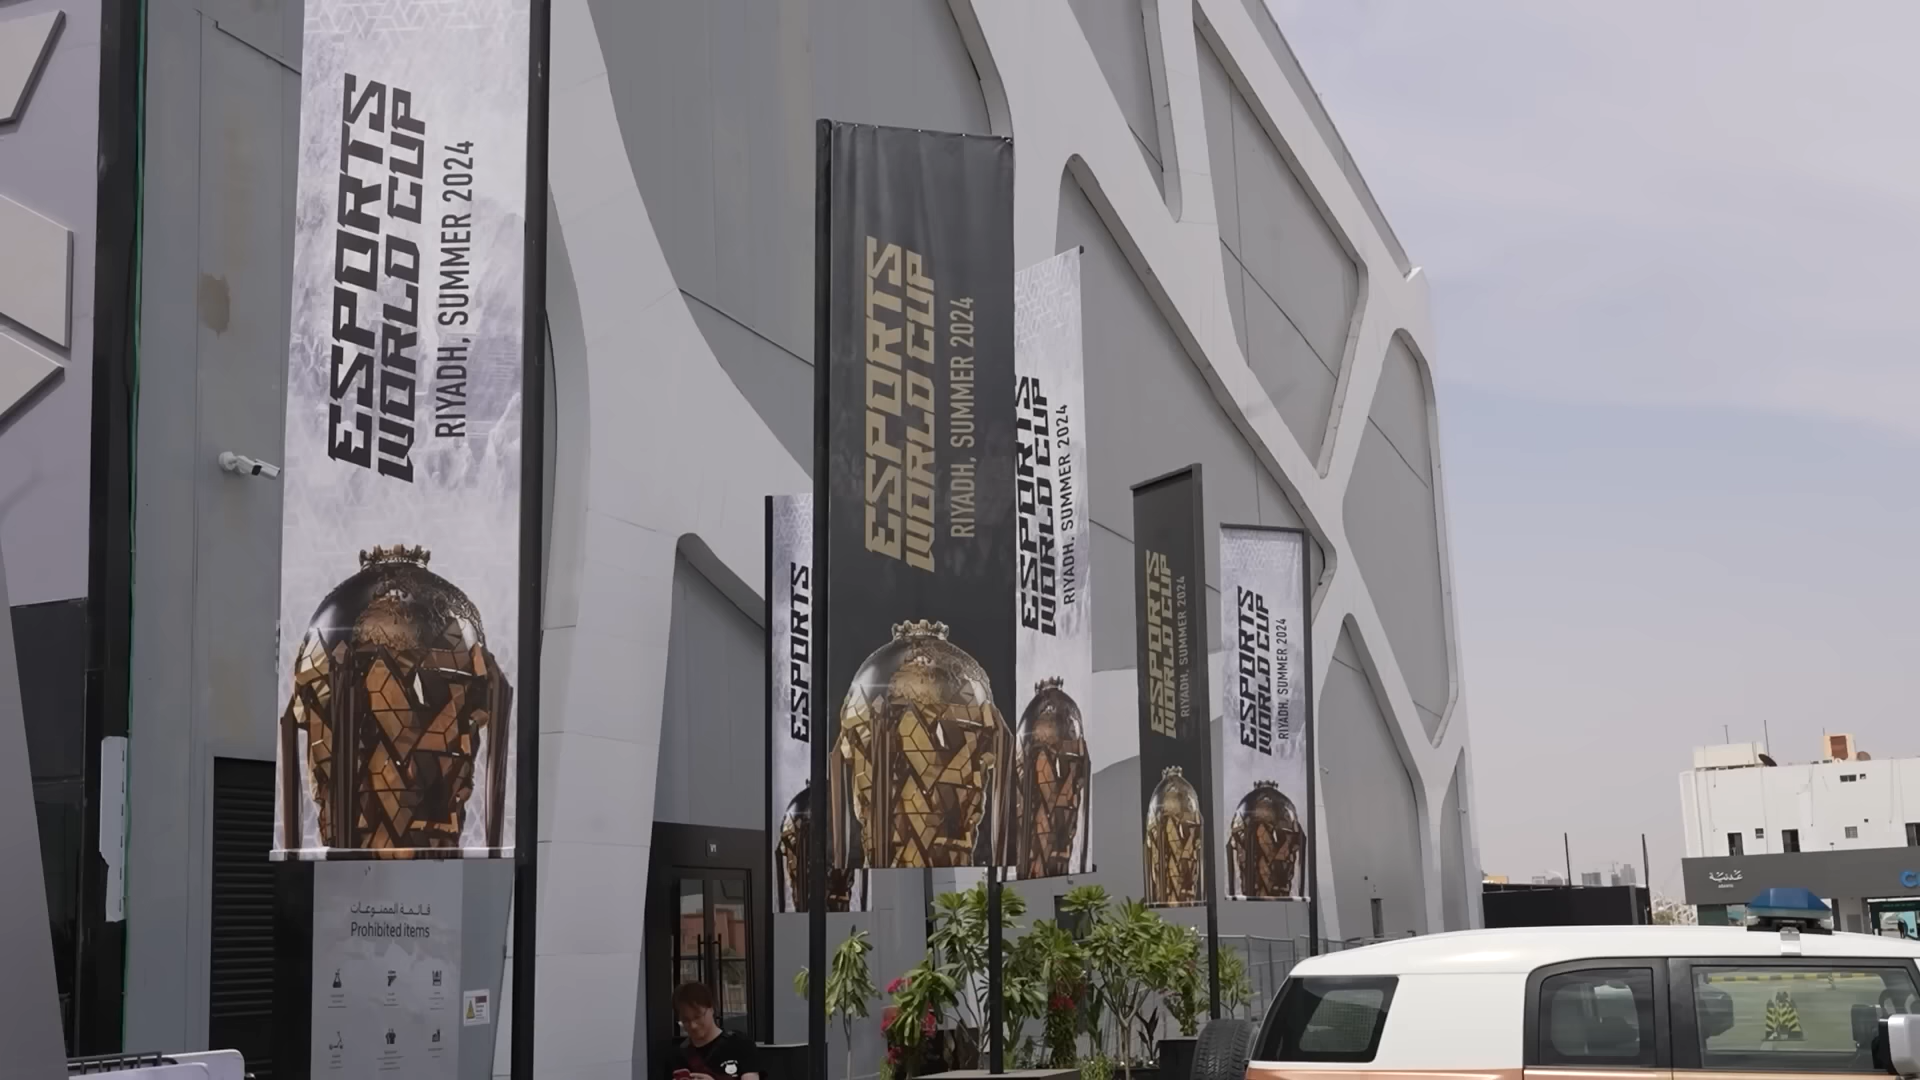 ESPORTS
WORLD CUP
RIYADH, SUMMER 2024
ESPORTS
ESPORTS
WORLD CUP
RIYADH, SUMMER 2024
ESPORTS
WORLD CUP
RIYADH, SUMMER 2024
ESPORTS
WORLD CUP
RIYADH, SUMMER 2024
ESPORTS
WORLD CUP
RIYADH, SUMMER 2024
قائمة الممنوعات
Prohibited items